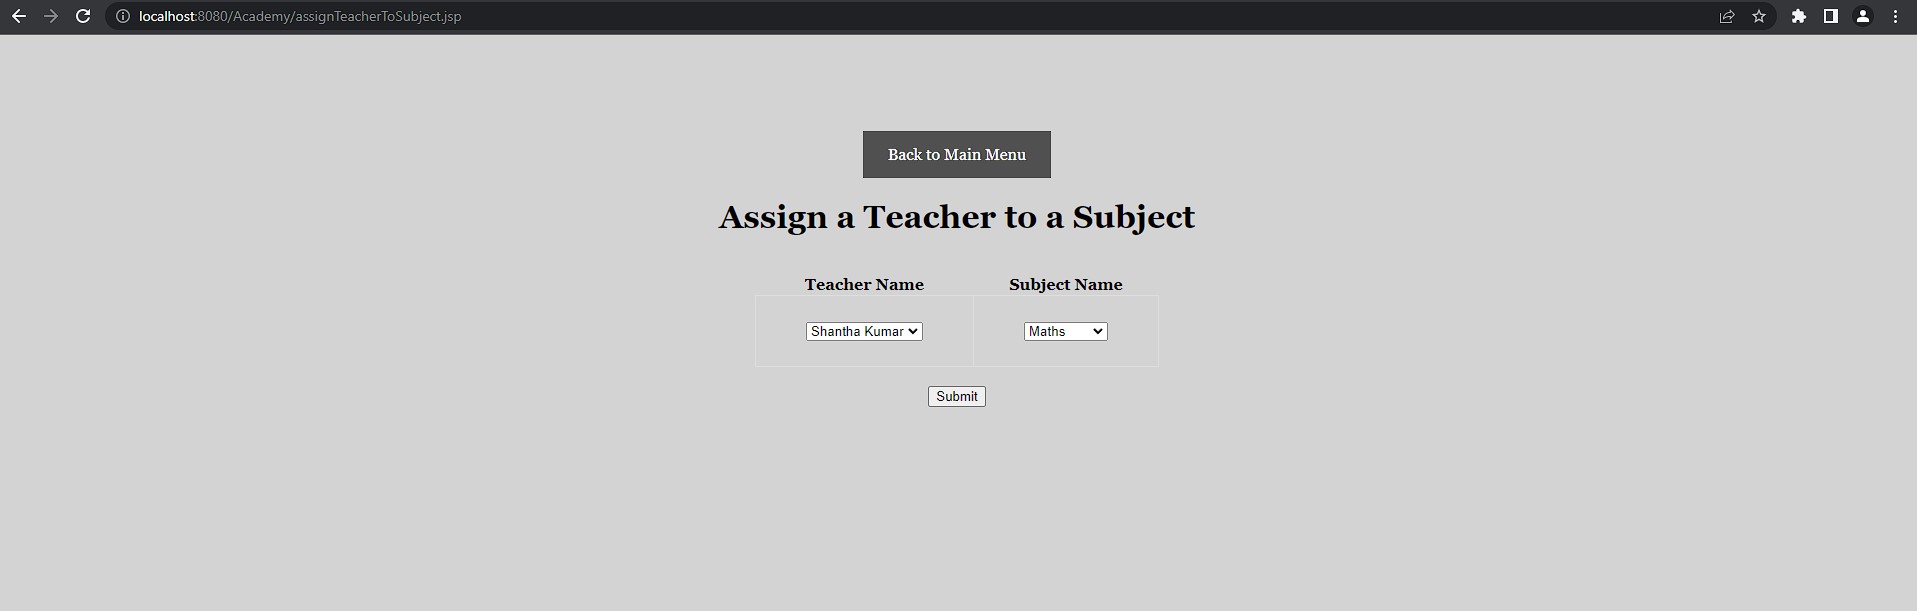 localhost:8080/Academy/assignTeacherToSubject.jsp
Back to Main Menu
Assign a Teacher to a Subject
Teacher Name Subject Name
Shantha Kumar Maths
Submit